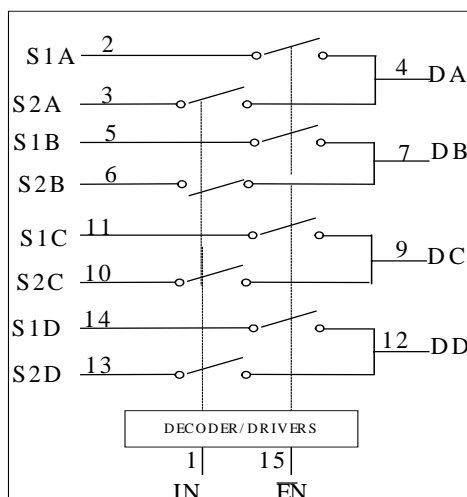 S1A 2
4 DA
S2A 3
S1B 5
7 DB
S2B 6
S1C 11
9 DC
S2C 10
S1D 14
12 DD
S2D 13
DECODER/DRIVERS
1 15
IN E̅N̅